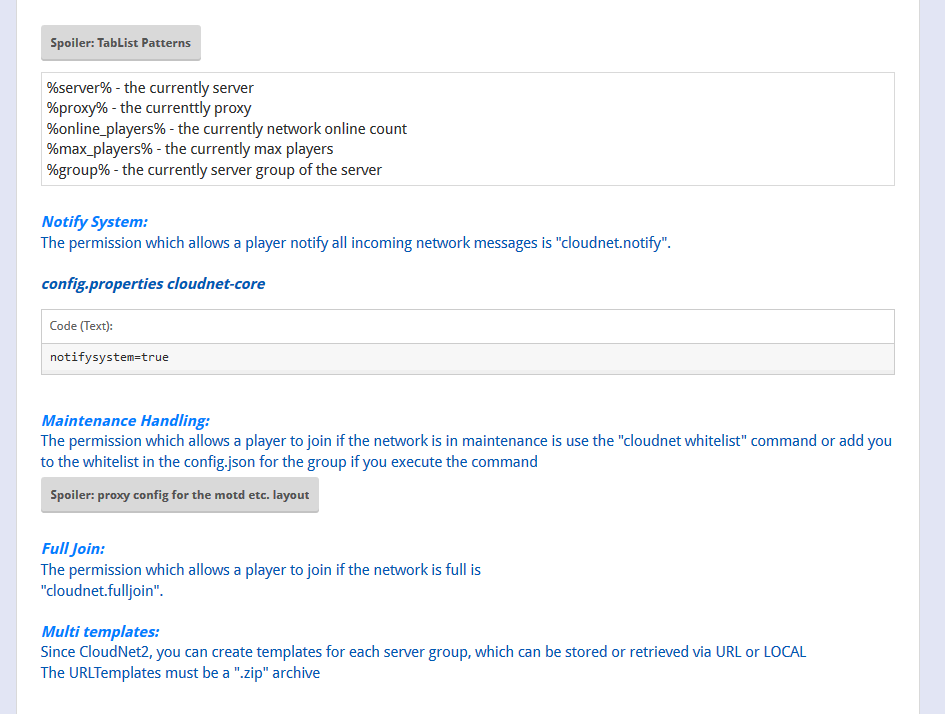 Spoiler: TabList Patterns
%server% - the currently server
%proxy% - the currenttly proxy
%online_players% - the currently network online count
%max_players% - the currently max players
%group% - the currently server group of the server
Notify System:
The permission which allows a player notify all incoming network messages is "cloudnet.notify".
config.properties cloudnet-core
Code (Text):
notifysystem=true
Maintenance Handling:
The permission which allows a player to join if the network is in maintenance is use the "cloudnet whitelist" command or add you
to the whitelist in the config.json for the group if you execute the command
Spoiler: proxy config for the motd etc. layout
Full Join:
The permission which allows a player to join if the network is full is
"cloudnet.fulljoin".
Multi templates:
Since CloudNet2, you can create templates for each server group, which can be stored or retrieved via URL or LOCAL
The URLTemplates must be a ".zip" archive